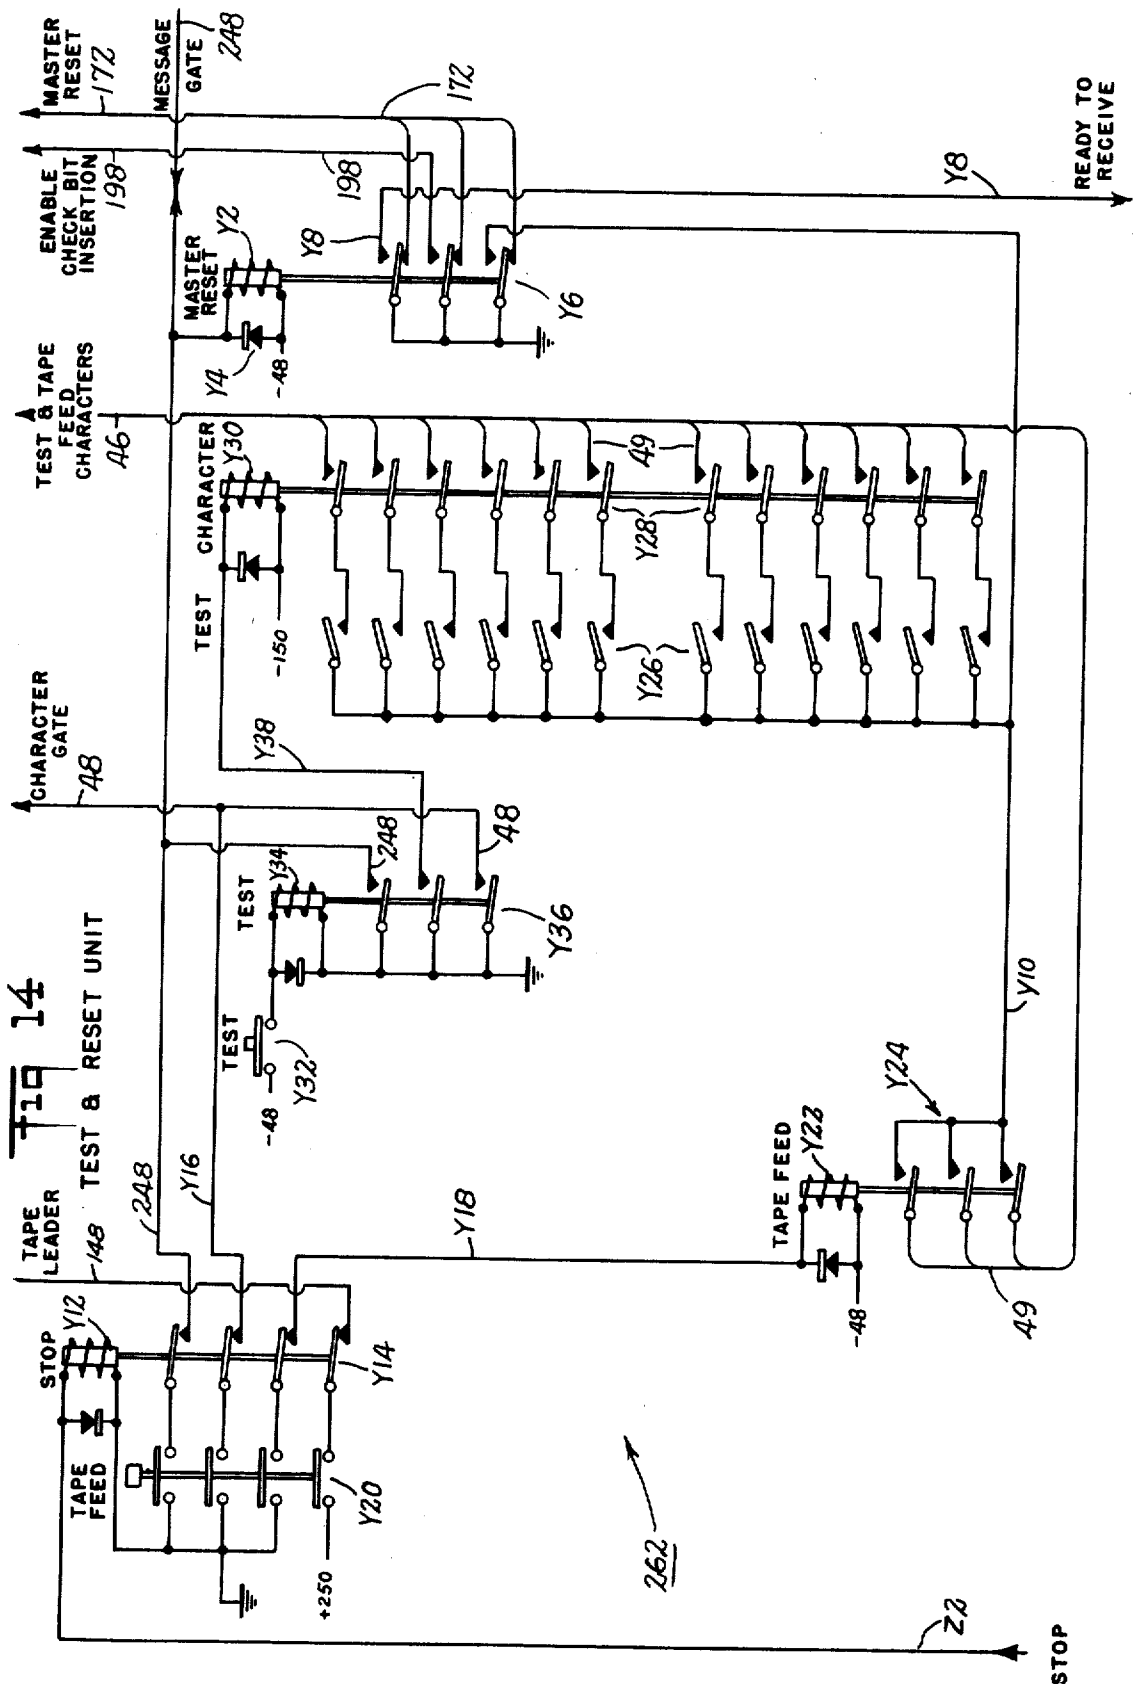 Fig 14
TEST & RESET UNIT
TAPE LEADER
148
248
Y16
STOP
Y12
TAPE FEED
Y14
Y20
+250
Y18
262
Z2
STOP
TEST
-48
Y32
TEST
Y34
248
48
Y36
CHARACTER GATE
48
Y38
TEST CHARACTER
Y30
-150
TEST & TAPE FEED CHARACTERS
46
49
Y28
Y26
MASTER RESET
Y2
Y4
-48
Y8
Y6
ENABLE CHECK BIT INSERTION
198
198
MASTER RESET
172
172
MESSAGE GATE
248
Y8
READY TO RECEIVE
TAPE FEED
Y22
-48
Y24
Y10
49